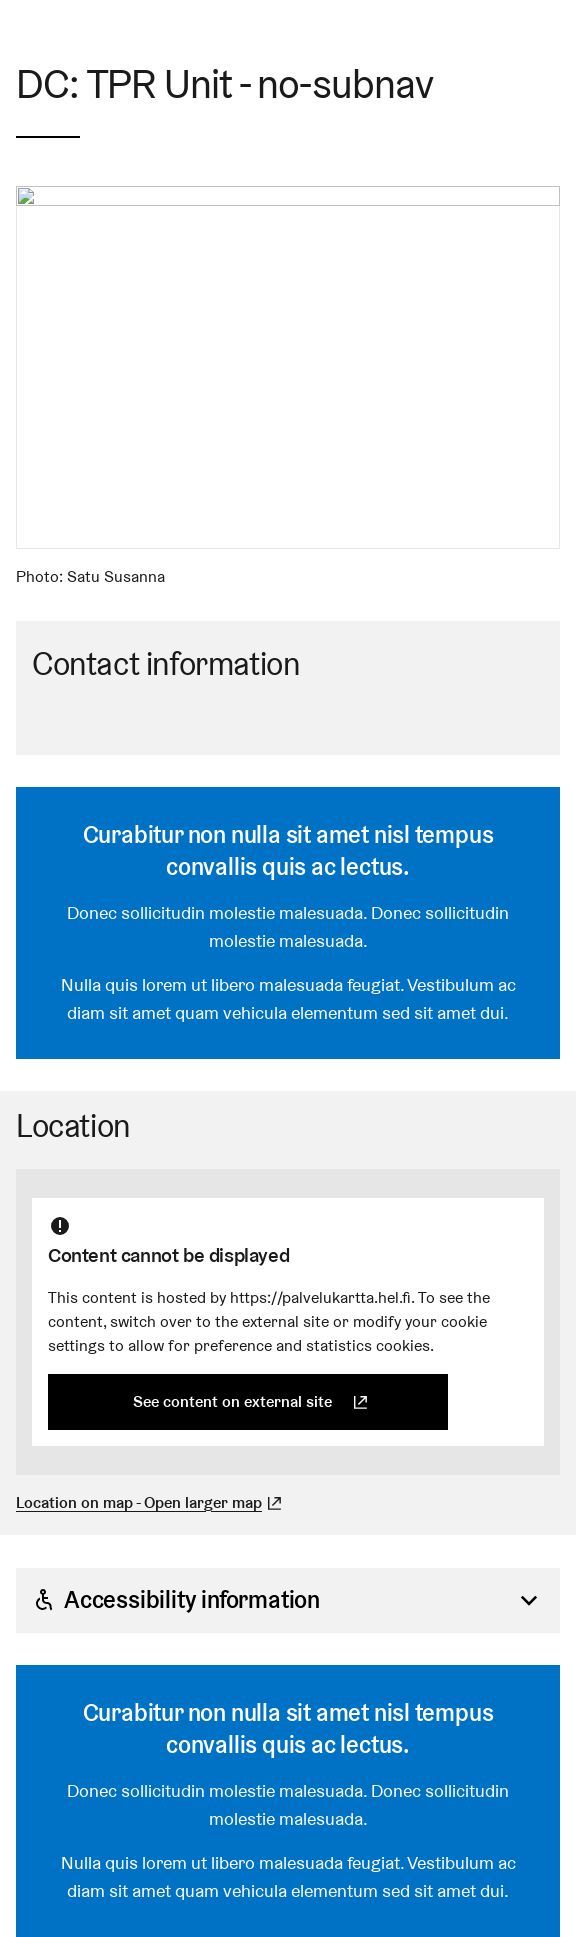 DC: TPR Unit - no-subnav
Photo: Satu Susanna
Contact information
Curabitur non nulla sit amet nisl tempus
convallis quis ac lectus.
Donec sollicitudin molestie malesuada. Donec sollicitudin
molestie malesuada.
Nulla quis lorem ut libero malesuada feugiat. Vestibulum ac
diam sit amet quam vehicula elementum sed sit amet dui.
Location
Content cannot be displayed
This content is hosted by https://palvelukartta.hel.fi. To see the
content, switch over to the external site or modify your cookie
settings to allow for preference and statistics cookies.
See content on external site
Location on map - Open larger map
Accessibility information
Curabitur non nulla sit amet nisl tempus
convallis quis ac lectus.
Donec sollicitudin molestie malesuada. Donec sollicitudin
molestie malesuada.
Nulla quis lorem ut libero malesuada feugiat. Vestibulum ac
diam sit amet quam vehicula elementum sed sit amet dui.